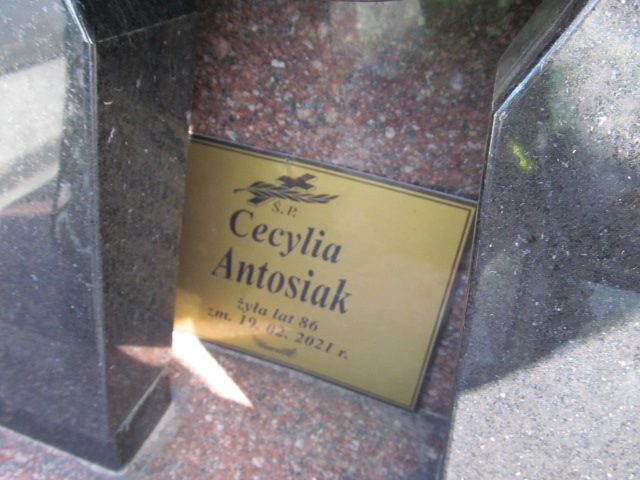 Ś.P.
Cecylia
Antosiak
żyła lat 86
zm. 19. 02. 2021 r.